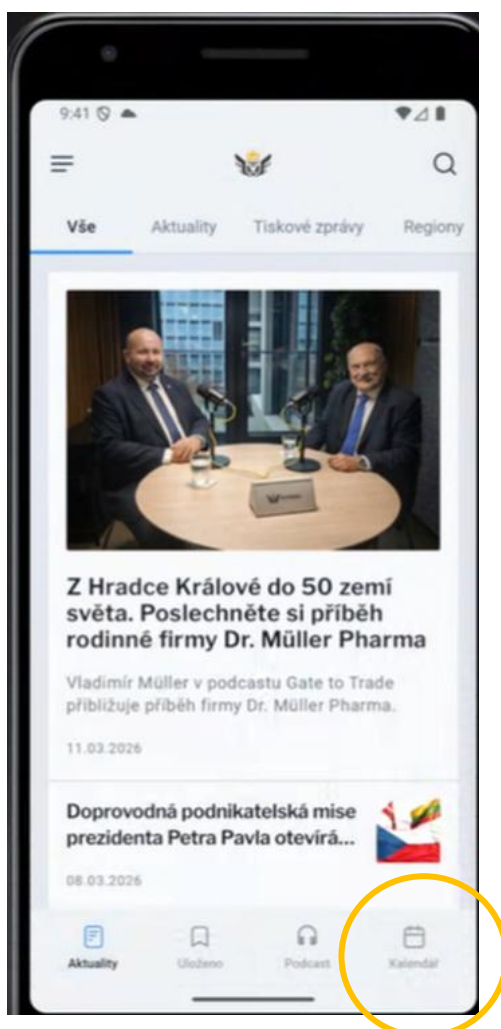 9:41
Vše Aktuality Tiskové zprávy Regiony
Z Hradce Králové do 50 zemí
světa. Poslechněte si příběh
rodinné firmy Dr. Müller Pharma
Vladimír Müller v podcastu Gate to Trade
přibližuje příběh firmy Dr. Müller Pharma.
11.03.2026
Doprovodná podnikatelská mise
prezidenta Petra Pavla otevírá...
08.03.2026
Aktuality Uloženo Podcast Kalendář